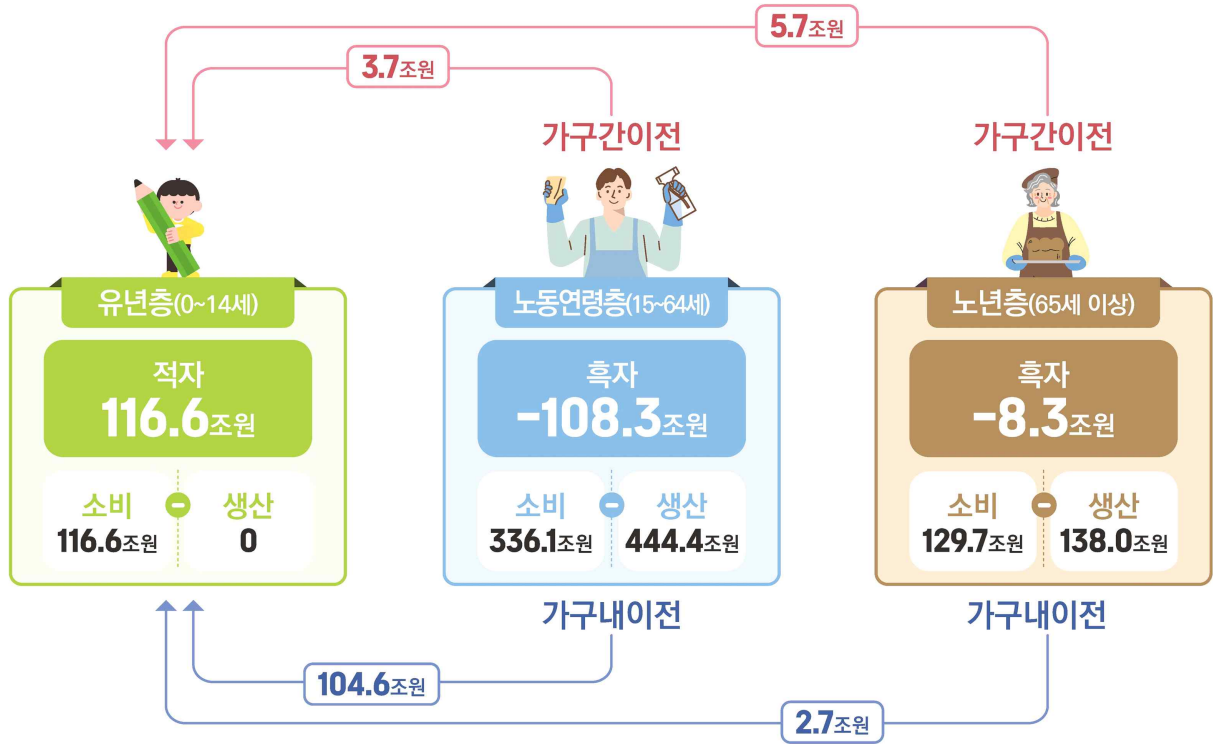 5.7조원
3.7조원
가구간이전
가구간이전
유년층(0~14세)
적자
116.6조원
소비
-
생산
116.6조원
0
노동연령층(15~64세)
흑자
-108.3조원
소비
-
생산
336.1조원
444.4조원
노년층(65세 이상)
흑자
-8.3조원
소비
-
생산
129.7조원
138.0조원
가구내이전
가구내이전
104.6조원
2.7조원